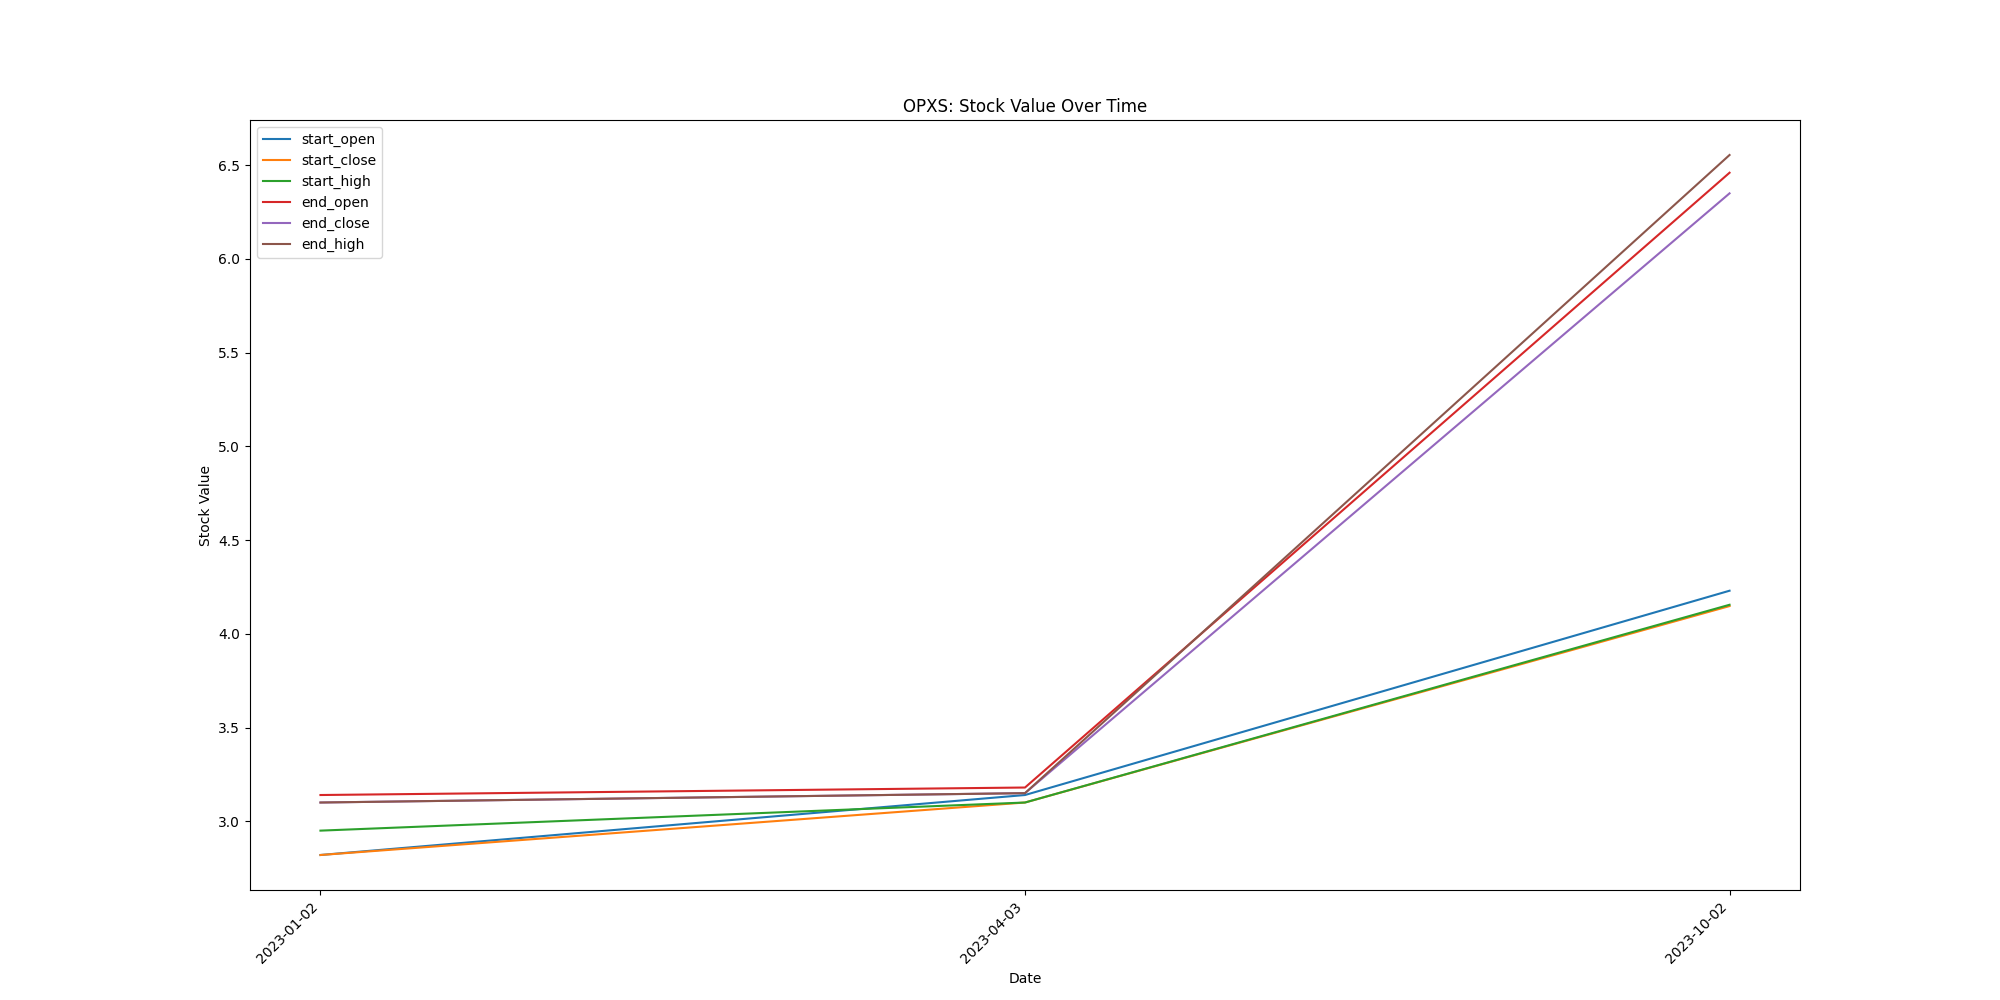 OPXS: Stock Value Over Time
start_open
start_close
start_high
end_open
end_close
end_high
6.5
6.0
5.5
5.0
4.5
4.0
3.5
3.0
Stock Value
2023-01-02
2023-04-03
2023-10-02
Date